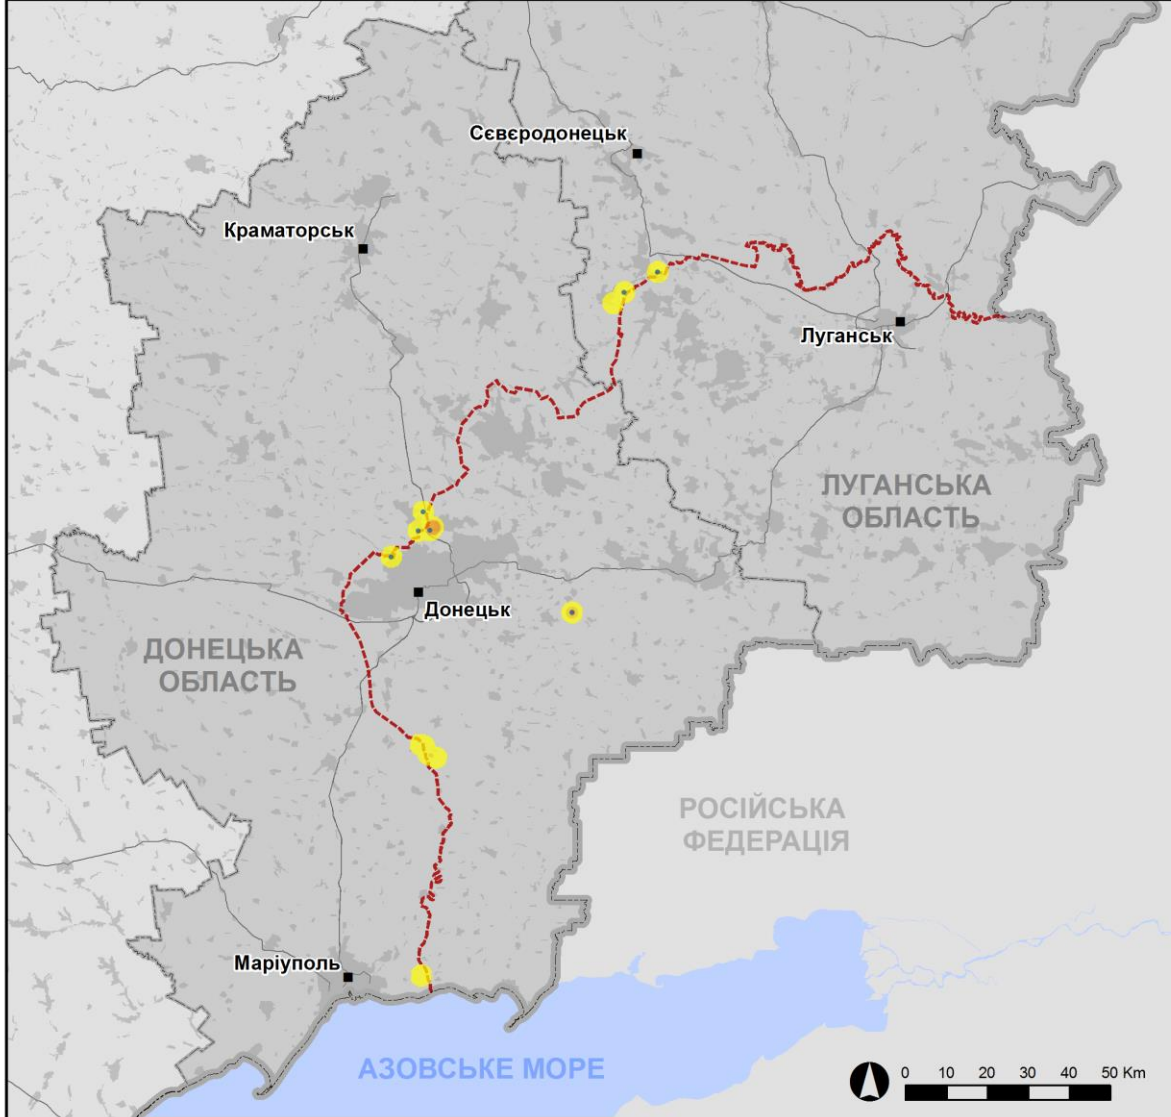 Сєвєродонецьк
Краматорськ
Луганськ
ЛУГАНСЬКА
ОБЛАСТЬ
Донецьк
ДОНЕЦЬКА
ОБЛАСТЬ
РОСІЙСЬКА
ФЕДЕРАЦІЯ
Маріуполь
АЗОВСЬКЕ МОРЕ
0 10 20 30 40 50 Km